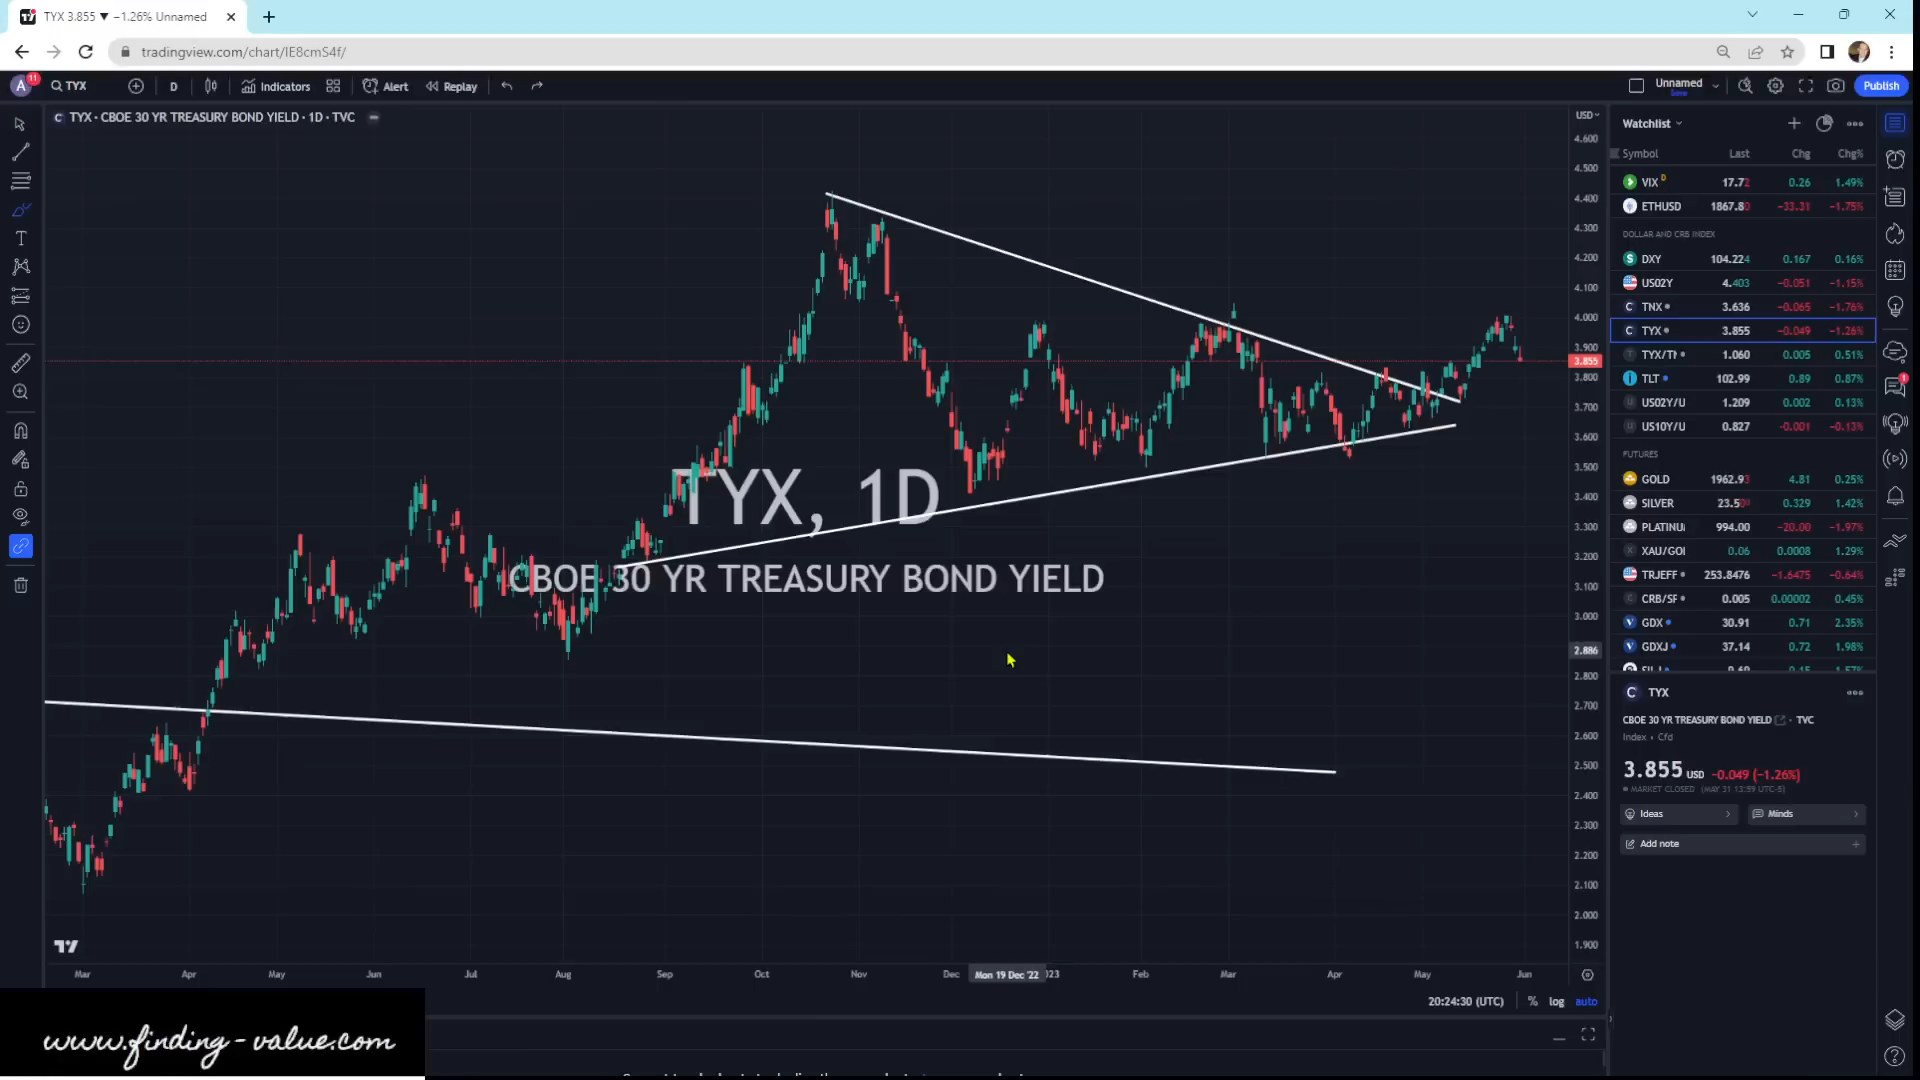 TYX 3.855 ▼ −1.26% Unnamed
tradingview.com/chart/IE8cmS4f/
A 11 TYX D Indicators Alert Replay Unnamed Save Publish
TYX · CBOE 30 YR TREASURY BOND YIELD · 1D · TVC
USD
4.600
4.500
4.400
4.300
4.200
4.100
4.000
3.900
3.855
3.800
3.700
3.600
3.500
3.400
3.300
3.200
3.100
3.000
2.886
2.800
2.700
2.600
2.500
2.400
2.300
2.200
2.100
2.000
1.900
TYX, 1D
CBOE 30 YR TREASURY BOND YIELD
Mar Apr May Jun Jul Aug Sep Oct Nov Dec Mon 19 Dec '22 023 Feb Mar Apr May Jun
20:24:30 (UTC) % log auto
www.finding-value.com
Watchlist
Symbol Last Chg Chg%
VIX D 17.72 0.26 1.49%
ETHUSD 1867.80 −33.31 −1.75%
DOLLAR AND CRB INDEX
DXY 104.224 0.167 0.16%
US02Y 4.403 −0.051 −1.15%
TNX 3.636 −0.065 −1.76%
TYX 3.855 −0.049 −1.26%
TYX/TI 1.060 0.005 0.51%
TLT 102.99 0.89 0.87%
US02Y/U 1.209 0.002 0.13%
US10Y/U 0.827 −0.001 −0.13%
FUTURES
GOLD 1962.93 4.81 0.25%
SILVER 23.50 0.329 1.42%
PLATINU 994.00 −20.00 −1.97%
XAU/GOI 0.06 0.0008 1.29%
TRJEFF 253.8476 −1.6475 −0.64%
CRB/SF 0.005 0.00002 0.45%
GDX 30.91 0.71 2.35%
GDXJ 37.14 0.72 1.98%
TYX
CBOE 30 YR TREASURY BOND YIELD · TVC
Index • Cfd
3.855 USD −0.049 (−1.26%)
MARKET CLOSED (MAY 31 13:59 UTC-5)
Ideas Minds
Add note